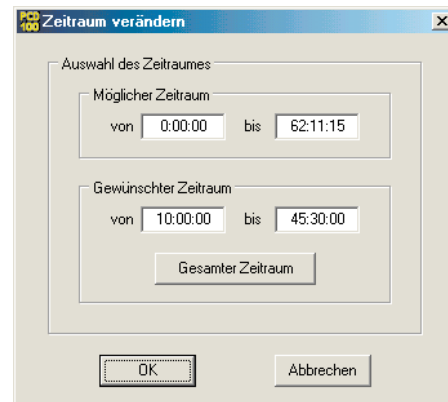 PCD
100 Zeitraum verändern
Auswahl des Zeitraumes
Möglicher Zeitraum
von 0:00:00 bis 62:11:15
Gewünschter Zeitraum
von 10:00:00 bis 45:30:00
Gesamter Zeitraum
OK Abbrechen